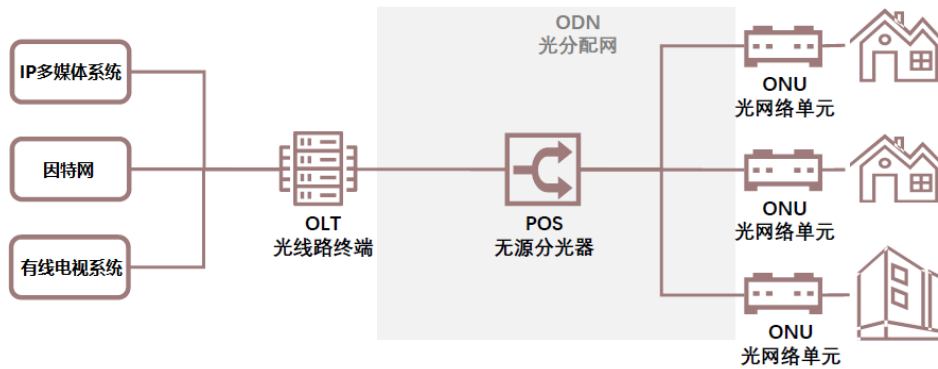 ODN
光分配网
IP多媒体系统
因特网
有线电视系统
OLT
光线路终端
POS
无源分光器
ONU
光网络单元
ONU
光网络单元
ONU
光网络单元